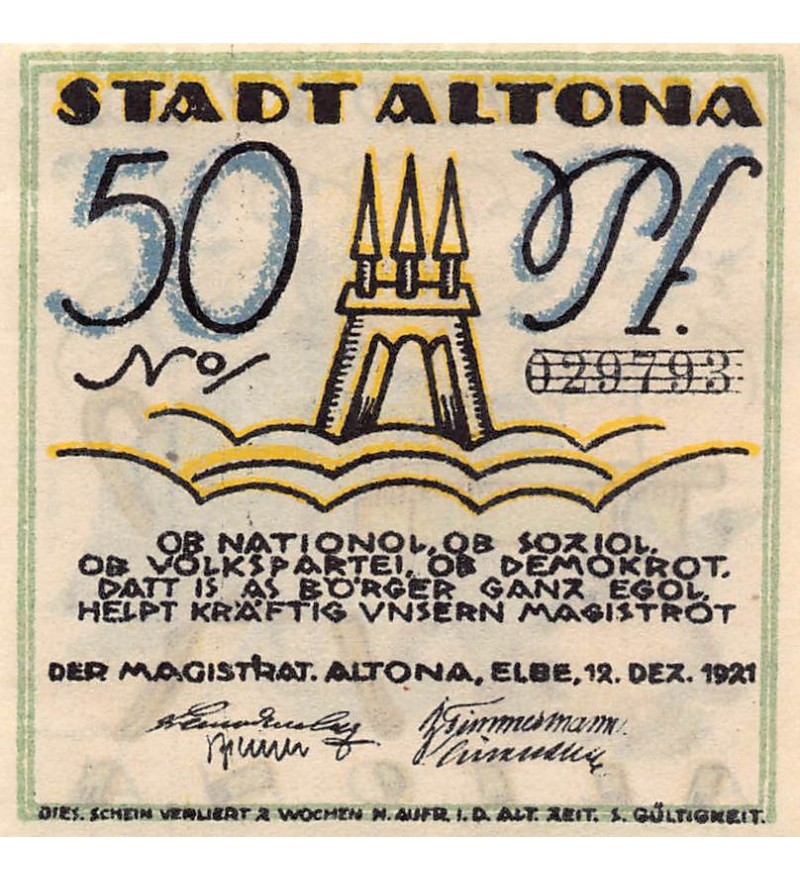 STADT ALTONA
50 Pf.
No/ 029793
OB NATIONOL, OB SOZIOL.
OB VOLKSPARTEI, OB DEMOKROT.
DATT IS AS BÖRGER GANZ EGOL,
HELPT KRÄFTIG VNSERN MAGISTROT
DER MAGISTRAT. ALTONA, ELBE, 12. DEZ. 1921
DIES. SCHEIN VERLIERT 2 WOCHEN N. AUFR. I. D. ALT. ZEIT. S. GÜLTIGKEIT.